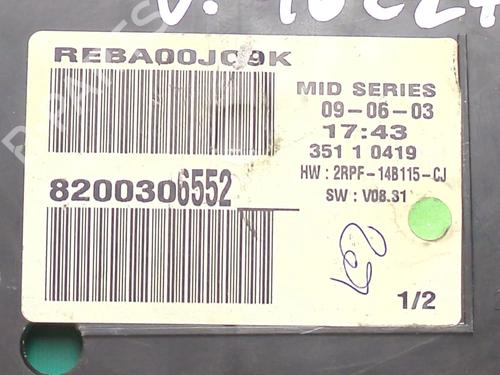 REBA00JC9K
MID SERIES
09-06-03
17:43
351 1 0419
HW : 2RPF-14B115-CJ
SW : V08.31
8200306552
1/2